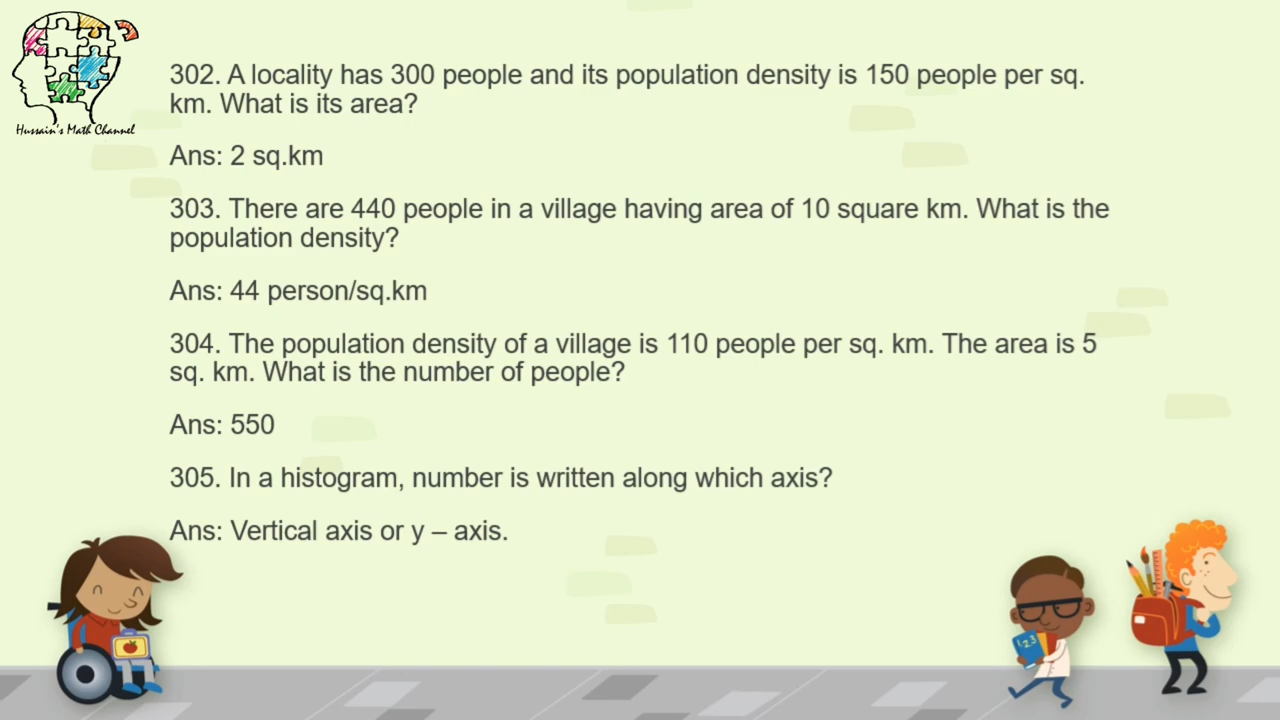 Hussain's Math Channel
302. A locality has 300 people and its population density is 150 people per sq.
km. What is its area?
Ans: 2 sq.km
303. There are 440 people in a village having area of 10 square km. What is the
population density?
Ans: 44 person/sq.km
304. The population density of a village is 110 people per sq. km. The area is 5
sq. km. What is the number of people?
Ans: 550
305. In a histogram, number is written along which axis?
Ans: Vertical axis or y – axis.
123